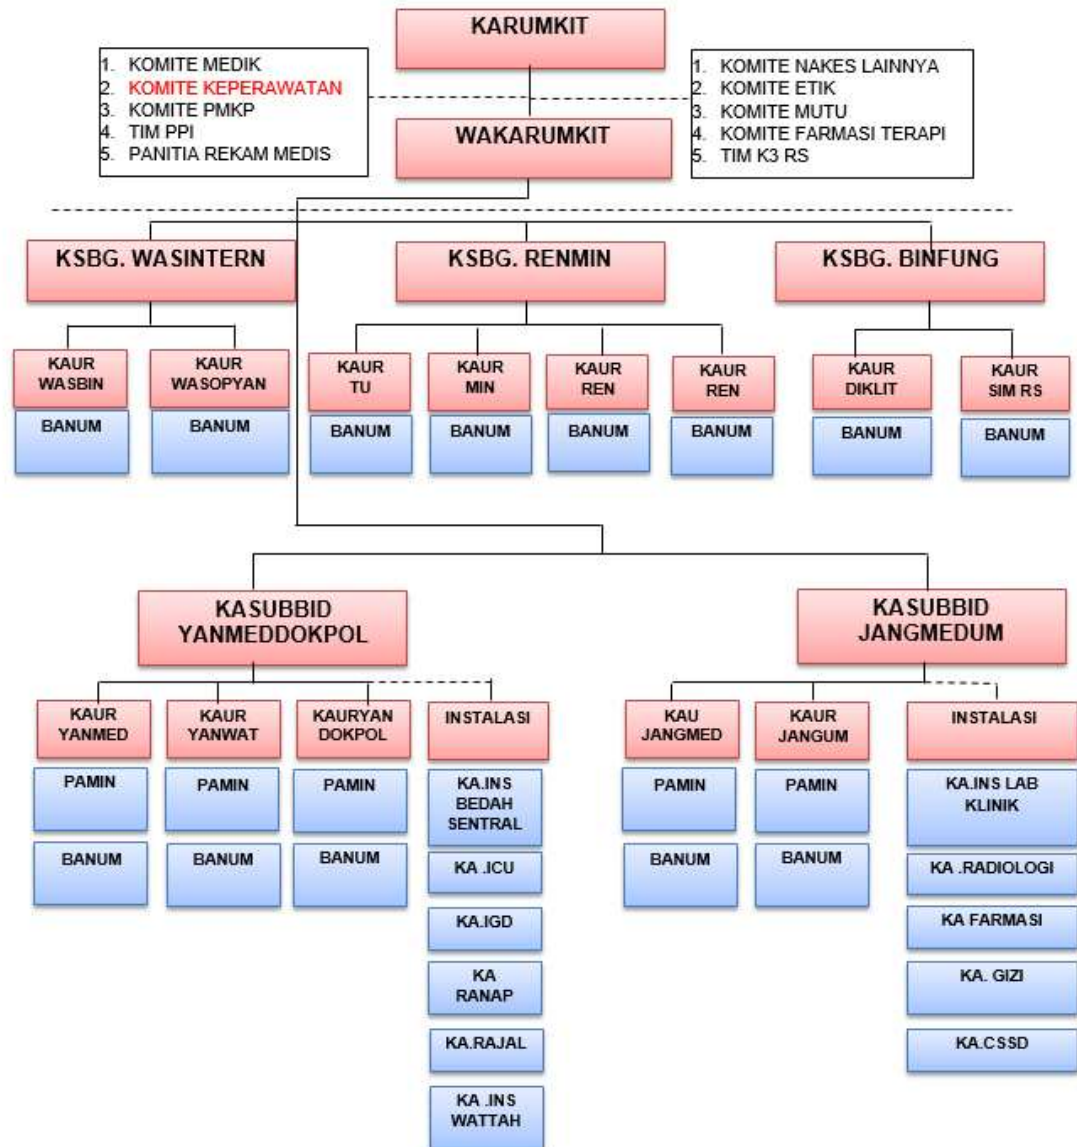 KARUMKIT
1. KOMITE MEDIK
2. KOMITE KEPERAWATAN
3. KOMITE PMKP
4. TIM PPI
5. PANITIA REKAM MEDIS
1. KOMITE NAKES LAINNYA
2. KOMITE ETIK
3. KOMITE MUTU
4. KOMITE FARMASI TERAPI
5. TIM K3 RS
WAKARUMKIT
KSBG. WASINTERN
KSBG. RENMIN
KSBG. BINFUNG
KAUR
WASBIN
KAUR
WASOPYAN
KAUR
TU
KAUR
MIN
KAUR
REN
KAUR
REN
KAUR
DIKLIT
KAUR
SIM RS
BANUM
BANUM
BANUM
BANUM
BANUM
BANUM
BANUM
BANUM
KASUBBID
YANMEDDOKPOL
KASUBBID
JANGMEDUM
KAUR
YANMED
KAUR
YANWAT
KAURYAN
DOKPOL
INSTALASI
KAU
JANGMED
KAUR
JANGUM
INSTALASI
PAMIN
PAMIN
PAMIN
KA.INS
BEDAH
SENTRAL
PAMIN
PAMIN
KA.INS LAB
KLINIK
BANUM
BANUM
BANUM
KA .ICU
BANUM
BANUM
KA .RADIOLOGI
KA.IGD
KA FARMASI
KA
RANAP
KA. GIZI
KA.RAJAL
KA.CSSD
KA .INS
WATTAH